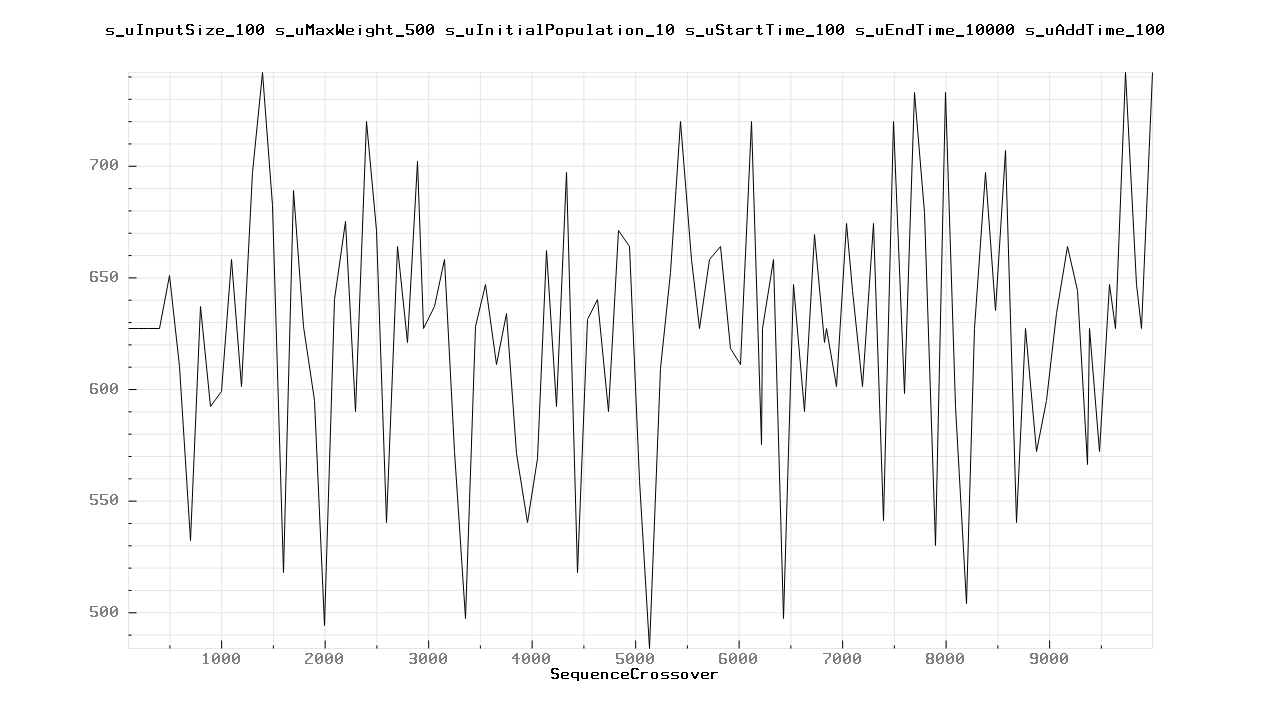 s_uInputSize_100 s_uMaxWeight_500 s_uInitialPopulation_10 s_uStartTime_100 s_uEndTime_10000 s_uAddTime_100
700
650
600
550
500
1000 2000 3000 4000 5000 6000 7000 8000 9000
SequenceCrossover